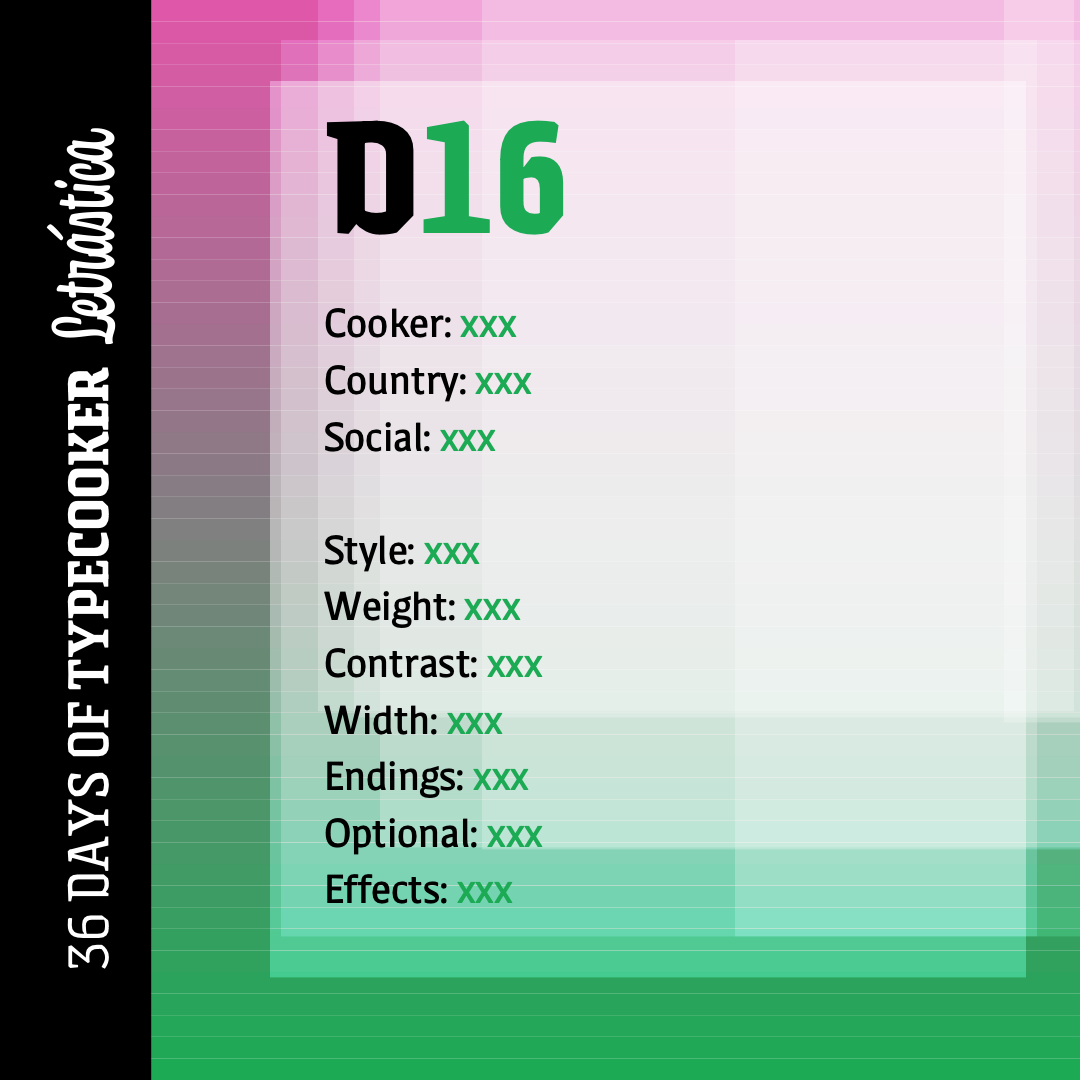 36 DAYS OF TYPECOOKER Letrástica
D16
Cooker: xxx
Country: xxx
Social: xxx
Style: xxx
Weight: xxx
Contrast: xxx
Width: xxx
Endings: xxx
Optional: xxx
Effects: xxx